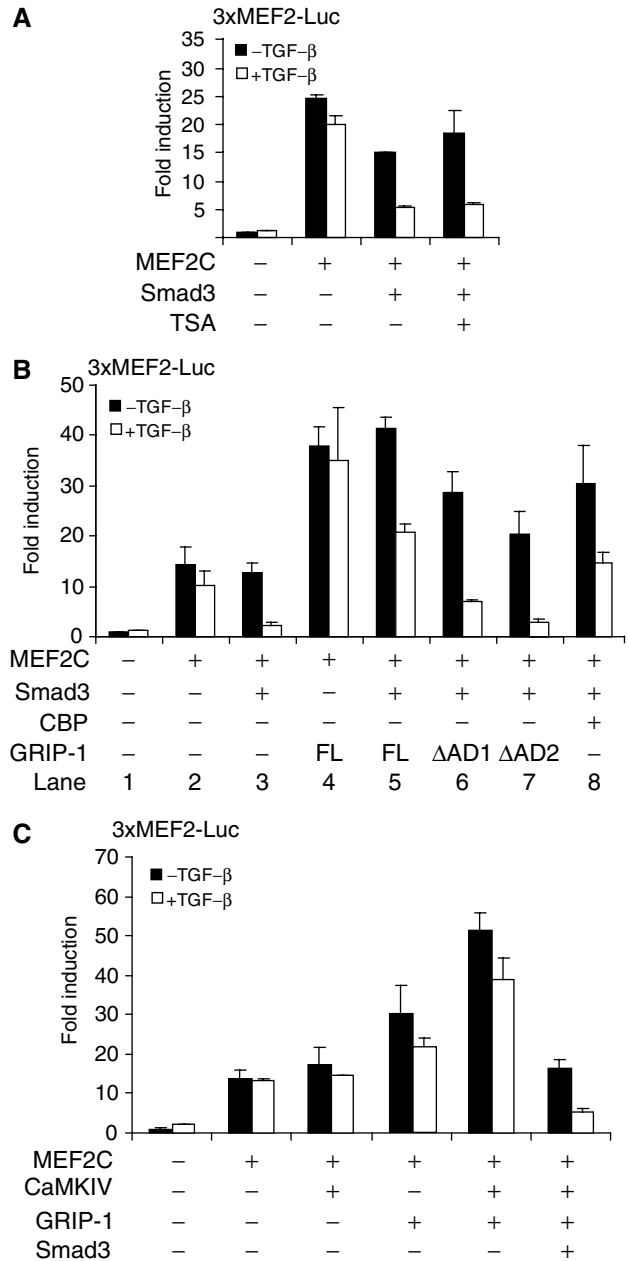 A
3xMEF2-Luc
35
30
25
20
15
10
5
Fold induction
−TGF−β
+TGF−β
MEF2C − + + +
Smad3 − − + +
TSA − − − +
B
3xMEF2-Luc
50
40
30
20
10
0
Fold induction
−TGF−β
+TGF−β
MEF2C − + + + + + + +
Smad3 − − + − + + + +
CBP − − − − − − − +
GRIP-1 − − − FL FL ΔAD1 ΔAD2 −
Lane 1 2 3 4 5 6 7 8
C
3xMEF2-Luc
70
60
50
40
30
20
10
0
Fold induction
−TGF−β
+TGF−β
MEF2C − + + + + +
CaMKIV − − + − + +
GRIP-1 − − − + + +
Smad3 − − − − − +